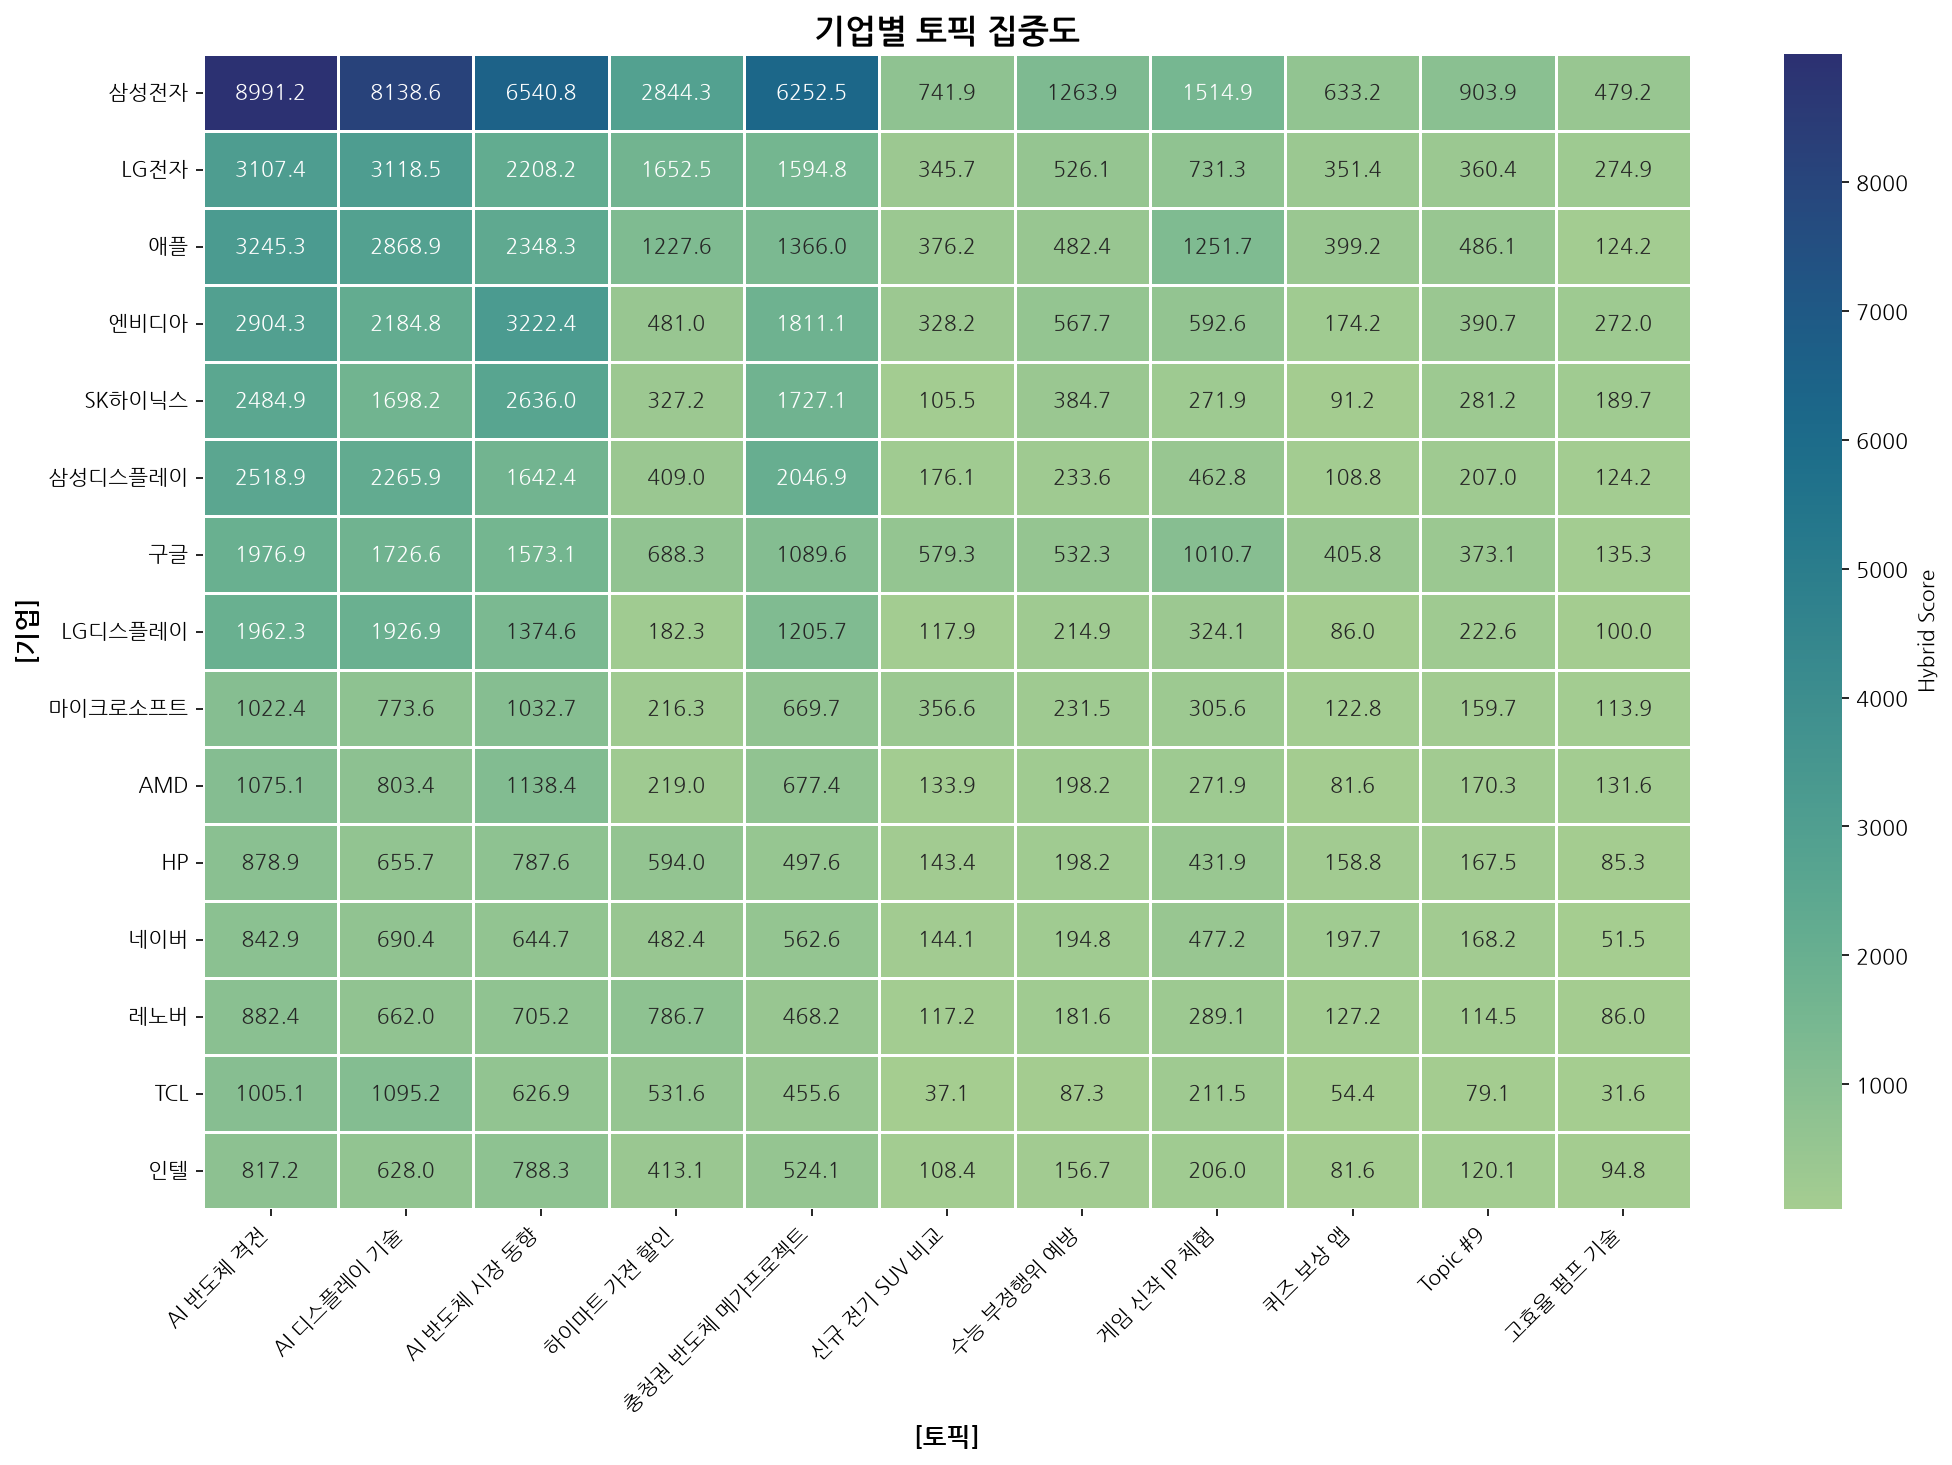 기업별 토픽 집중도
삼성전자 8991.2 8138.6 6540.8 2844.3 6252.5 741.9 1263.9 1514.9 633.2 903.9 479.2
LG전자 3107.4 3118.5 2208.2 1652.5 1594.8 345.7 526.1 731.3 351.4 360.4 274.9
애플 3245.3 2868.9 2348.3 1227.6 1366.0 376.2 482.4 1251.7 399.2 486.1 124.2
엔비디아 2904.3 2184.8 3222.4 481.0 1811.1 328.2 567.7 592.6 174.2 390.7 272.0
SK하이닉스 2484.9 1698.2 2636.0 327.2 1727.1 105.5 384.7 271.9 91.2 281.2 189.7
삼성디스플레이 2518.9 2265.9 1642.4 409.0 2046.9 176.1 233.6 462.8 108.8 207.0 124.2
구글 1976.9 1726.6 1573.1 688.3 1089.6 579.3 532.3 1010.7 405.8 373.1 135.3
LG디스플레이 1962.3 1926.9 1374.6 182.3 1205.7 117.9 214.9 324.1 86.0 222.6 100.0
마이크로소프트 1022.4 773.6 1032.7 216.3 669.7 356.6 231.5 305.6 122.8 159.7 113.9
AMD 1075.1 803.4 1138.4 219.0 677.4 133.9 198.2 271.9 81.6 170.3 131.6
HP 878.9 655.7 787.6 594.0 497.6 143.4 198.2 431.9 158.8 167.5 85.3
네이버 842.9 690.4 644.7 482.4 562.6 144.1 194.8 477.2 197.7 168.2 51.5
레노버 882.4 662.0 705.2 786.7 468.2 117.2 181.6 289.1 127.2 114.5 86.0
TCL 1005.1 1095.2 626.9 531.6 455.6 37.1 87.3 211.5 54.4 79.1 31.6
인텔 817.2 628.0 788.3 413.1 524.1 108.4 156.7 206.0 81.6 120.1 94.8
[기업]
AI 반도체 격전
AI 디스플레이 기술
AI 반도체 시장 동향
하이마트 가전 할인
충청권 반도체 메가프로젝트
신규 전기 SUV 비교
수능 부정행위 예방
게임 신작 IP 체험
퀴즈 보상 앱
Topic #9
고효율 펌프 기술
[토픽]
8000
7000
6000
5000
4000
3000
2000
1000
Hybrid Score